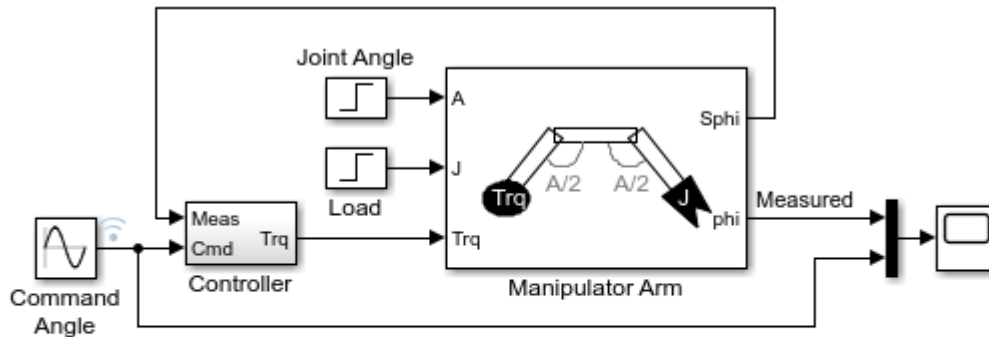 Joint Angle
A
Sphi
J
A/2
A/2
Trq
J
Load
Measured
phi
Meas
Cmd
Trq
Trq
Controller
Manipulator Arm
Command
Angle